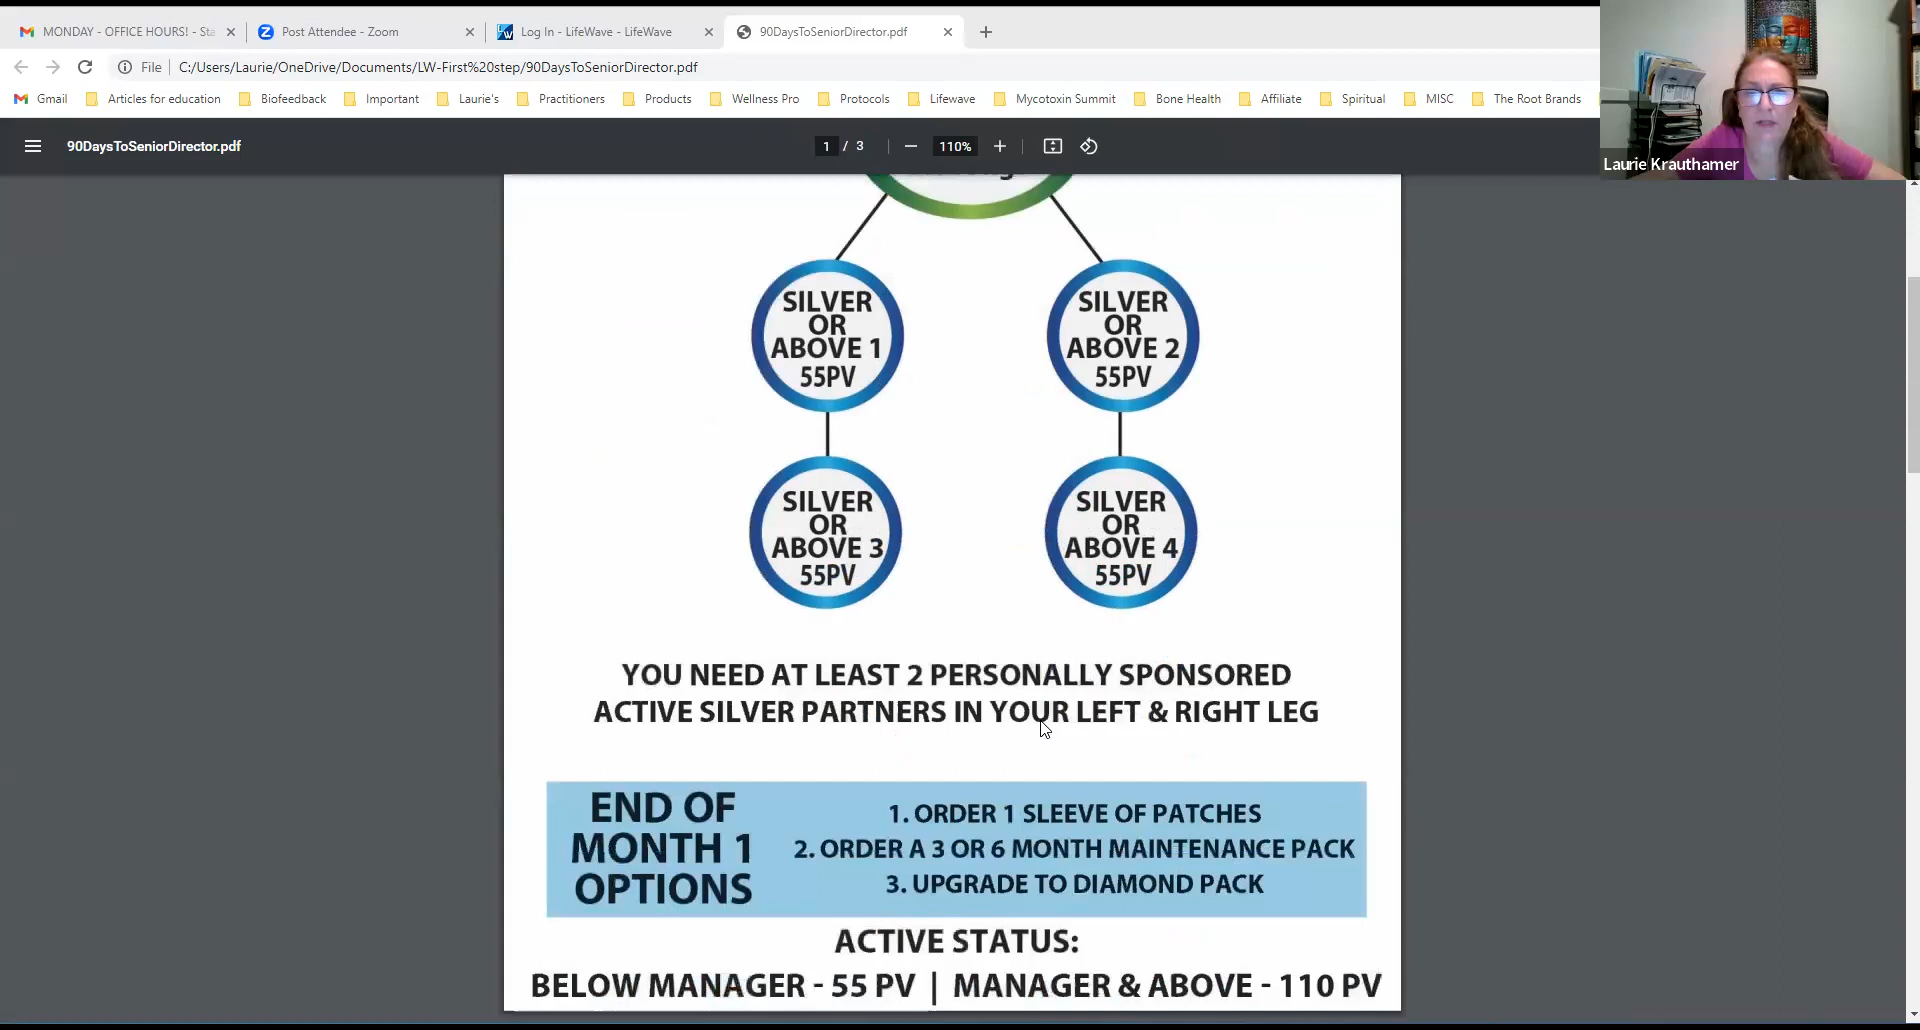 MONDAY - OFFICE HOURS! - Sta
Post Attendee - Zoom
Log In - LifeWave - LifeWave
90DaysToSeniorDirector.pdf
File
C:/Users/Laurie/OneDrive/Documents/LW-First%20step/90DaysToSeniorDirector.pdf
Gmail
Articles for education
Biofeedback
Important
Laurie's
Practitioners
Products
Wellness Pro
Protocols
Lifewave
Mycotoxin Summit
Bone Health
Affiliate
Spiritual
MISC
The Root Brands
Laurie Krauthamer
90DaysToSeniorDirector.pdf
1 / 3
110%
SILVER
OR
ABOVE 1
55PV
SILVER
OR
ABOVE 2
55PV
SILVER
OR
ABOVE 3
55PV
SILVER
OR
ABOVE 4
55PV
YOU NEED AT LEAST 2 PERSONALLY SPONSORED
ACTIVE SILVER PARTNERS IN YOUR LEFT & RIGHT LEG
END OF
MONTH 1
OPTIONS
1. ORDER 1 SLEEVE OF PATCHES
2. ORDER A 3 OR 6 MONTH MAINTENANCE PACK
3. UPGRADE TO DIAMOND PACK
ACTIVE STATUS:
BELOW MANAGER - 55 PV | MANAGER & ABOVE - 110 PV